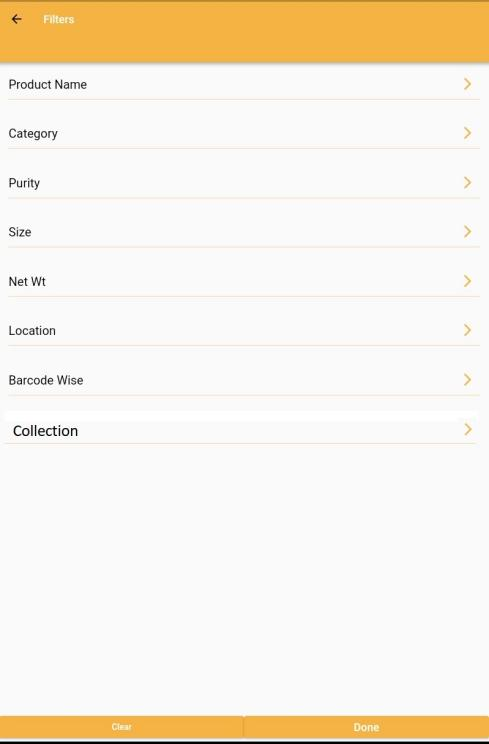 Filters
Product Name
Category
Purity
Size
Net Wt
Location
Barcode Wise
Collection
Clear
Done